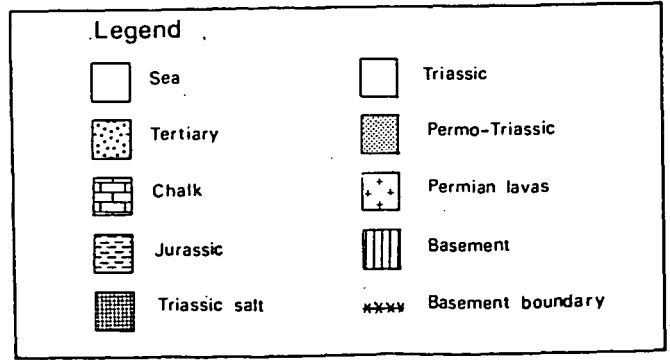 Legend
Sea
Tertiary
Chalk
Jurassic
Triassic salt
Triassic
Permo-Triassic
Permian lavas
Basement
Basement boundary